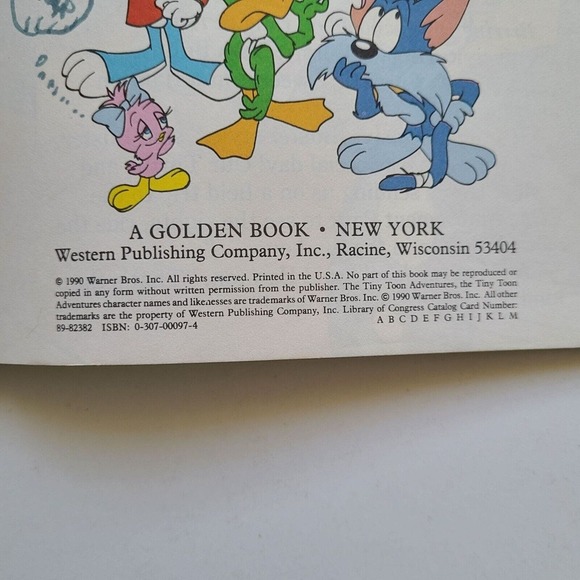 A GOLDEN BOOK • NEW YORK
Western Publishing Company, Inc., Racine, Wisconsin 53404
© 1990 Warner Bros. Inc. All rights reserved. Printed in the U.S.A. No part of this book may be reproduced or
copied in any form without written permission from the publisher. The Tiny Toon Adventures, the Tiny Toon
Adventures character names and likenesses are trademarks of Warner Bros. Inc. © 1990 Warner Bros. Inc. All other
trademarks are the property of Western Publishing Company, Inc. Library of Congress Catalog Card Number:
89-82382 ISBN: 0-307-00097-4
A B C D E F G H I J K L M